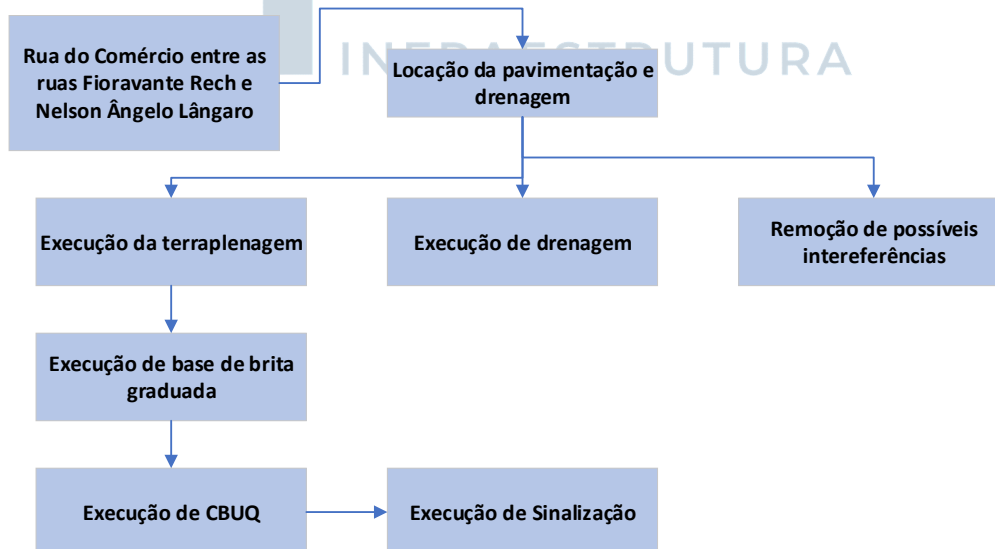 INFRAESTRUTURA
Rua do Comércio entre as
ruas Fioravante Rech e
Nelson Ângelo Lângaro
Locação da pavimentação e
drenagem
Execução da terraplenagem
Execução de drenagem
Remoção de possíveis
intereferências
Execução de base de brita
graduada
Execução de CBUQ
Execução de Sinalização